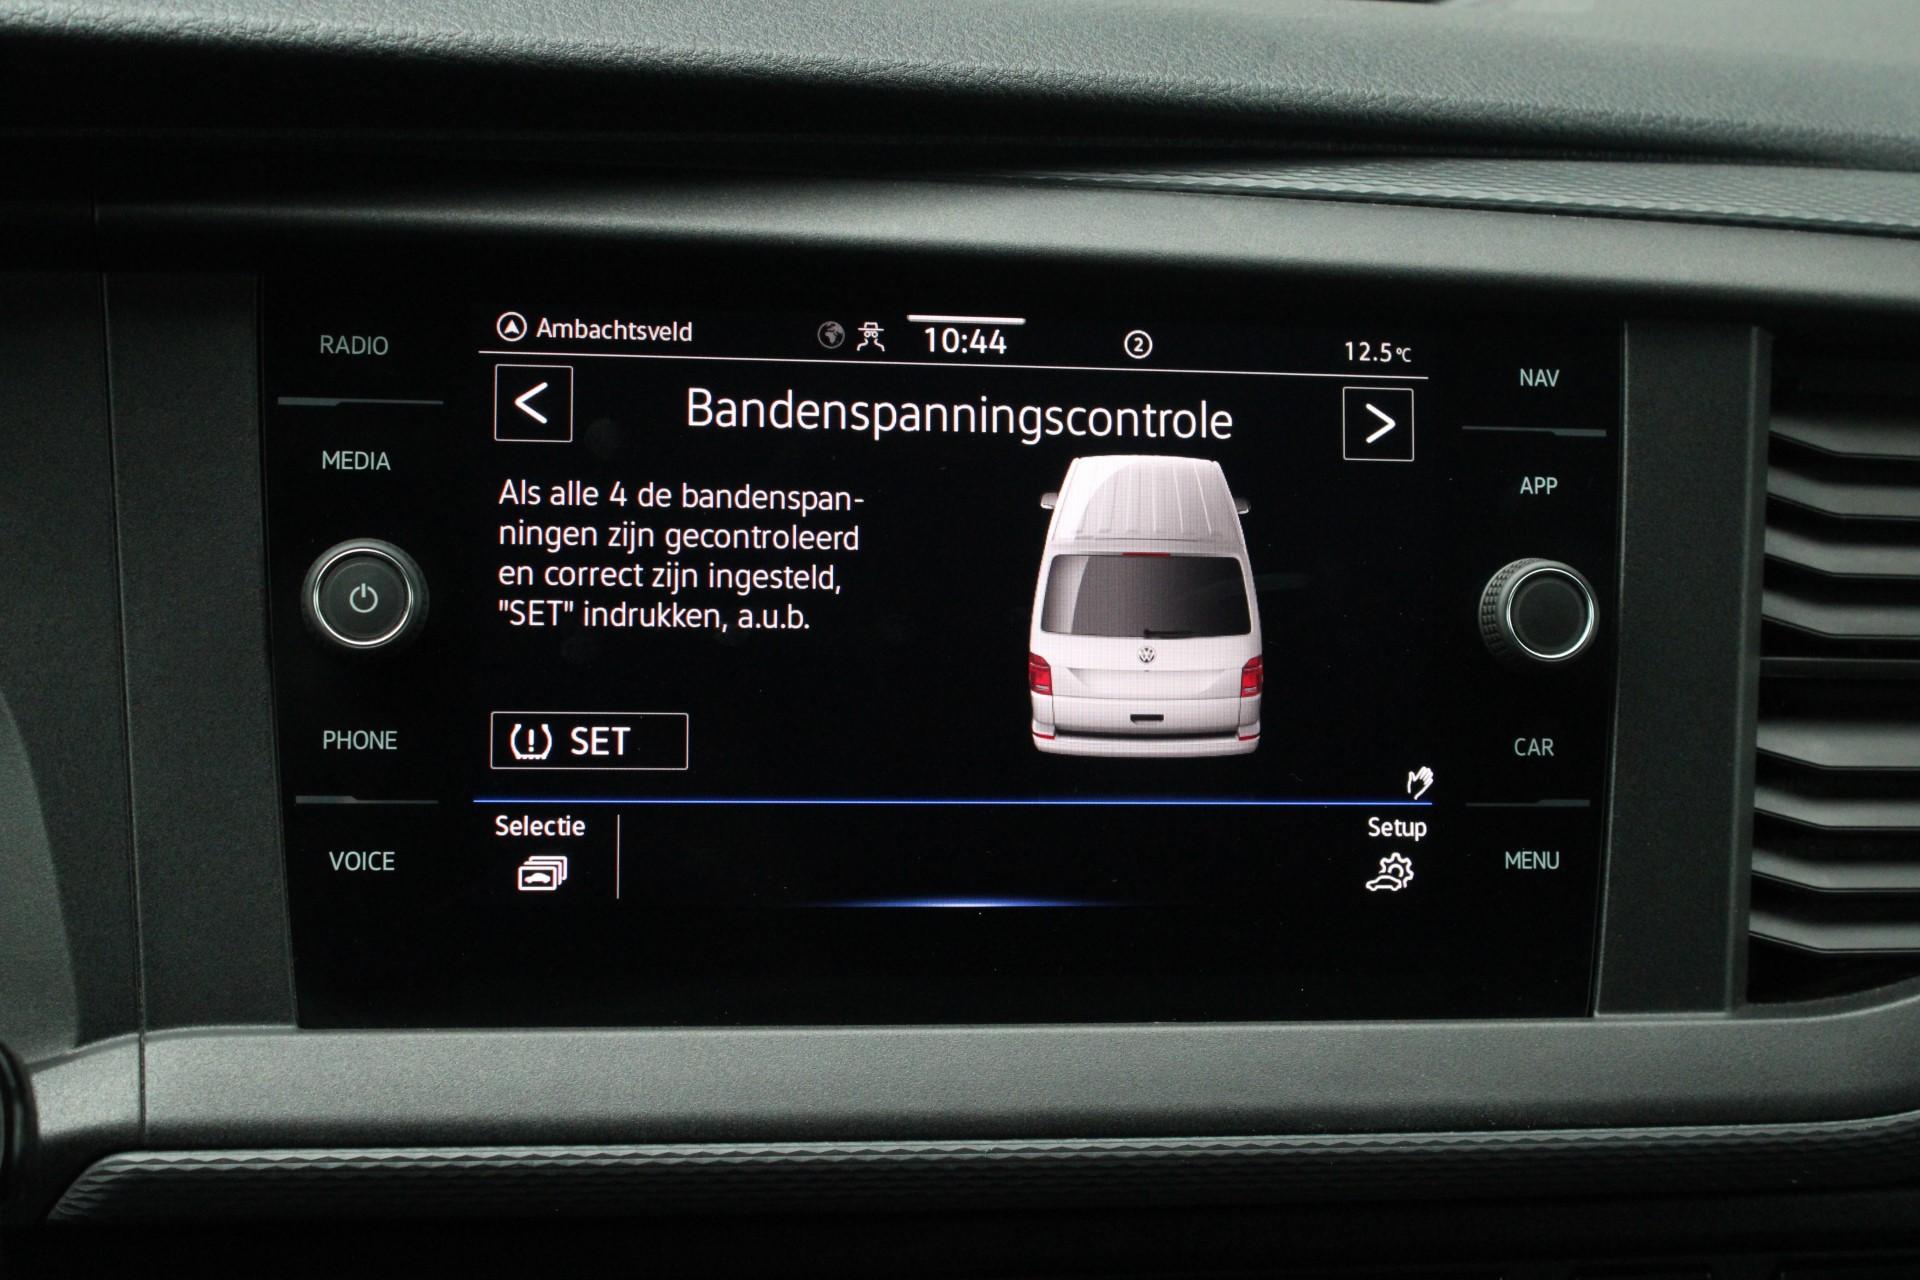 RADIO
MEDIA
PHONE
VOICE
Ambachtsveld
10:44
2
12.5°C
<
Bandenspanningscontrole
>
Als alle 4 de bandenspan-
ningen zijn gecontroleerd
en correct zijn ingesteld,
"SET" indrukken, a.u.b.
(!) SET
Selectie
Setup
NAV
APP
CAR
MENU